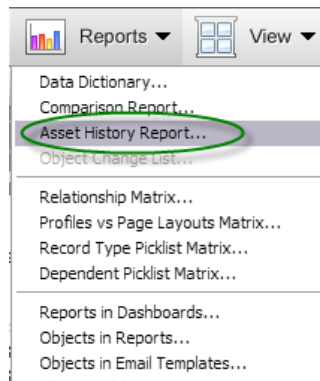 Reports View
Data Dictionary...
Comparison Report...
Asset History Report...
Object Change List...
Relationship Matrix...
Profiles vs Page Layouts Matrix...
Record Type Picklist Matrix...
Dependent Picklist Matrix...
Reports in Dashboards...
Objects in Reports...
Objects in Email Templates...